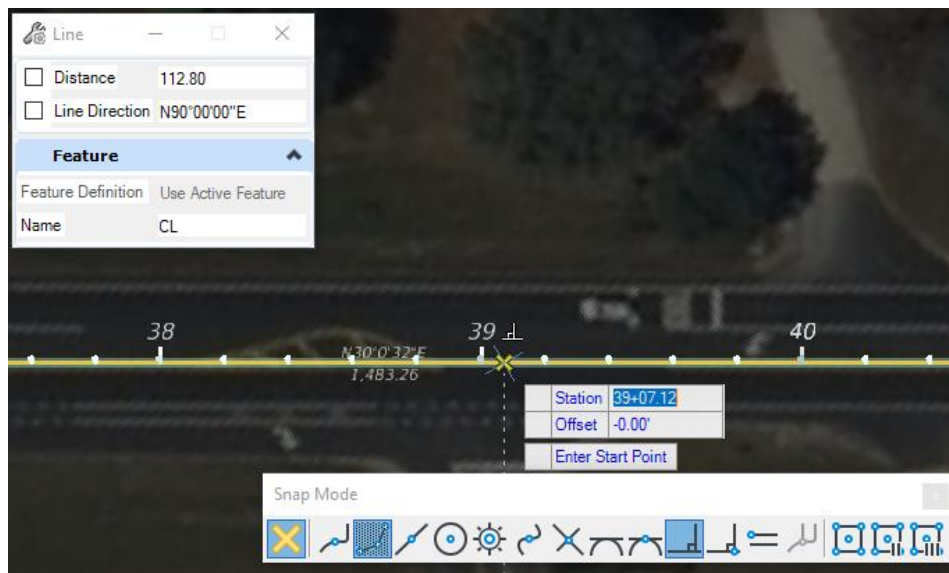 Line
Distance 112.80
Line Direction N90°00'00"E
Feature
Feature Definition Use Active Feature
Name CL
38 39 40
N30°0'32"E
1,483.26
Station 39+07.12
Offset -0.00'
Enter Start Point
Snap Mode